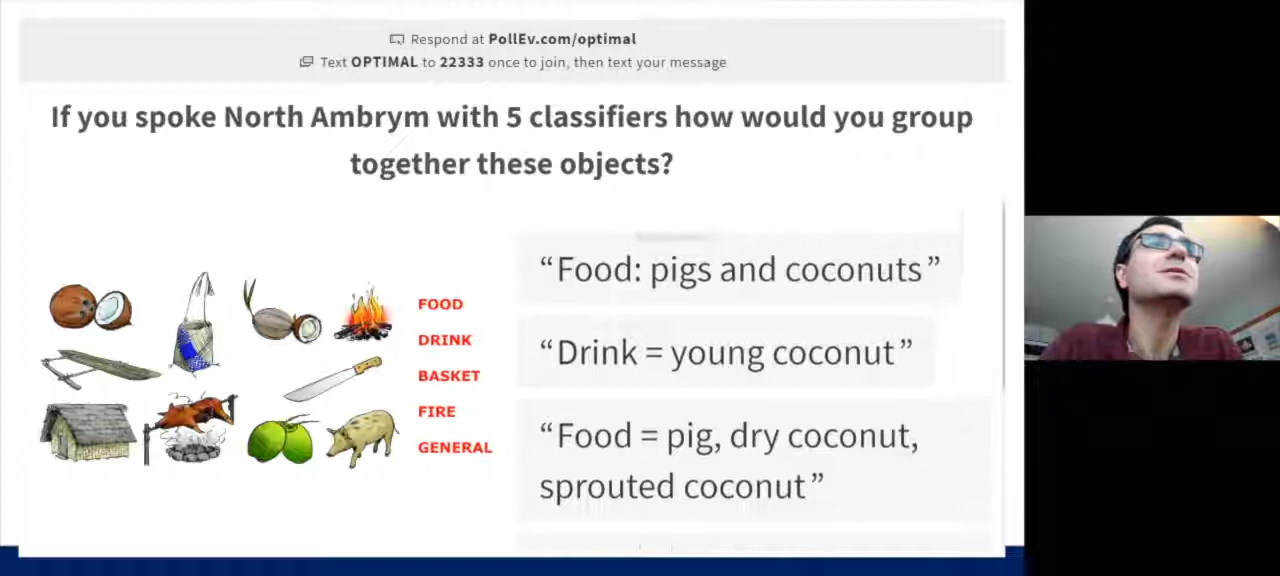 Respond at PollEv.com/optimal
Text OPTIMAL to 22333 once to join, then text your message
If you spoke North Ambrym with 5 classifiers how would you group
together these objects?
FOOD
DRINK
BASKET
FIRE
GENERAL
“Food: pigs and coconuts”
“Drink = young coconut”
“Food = pig, dry coconut,
sprouted coconut”